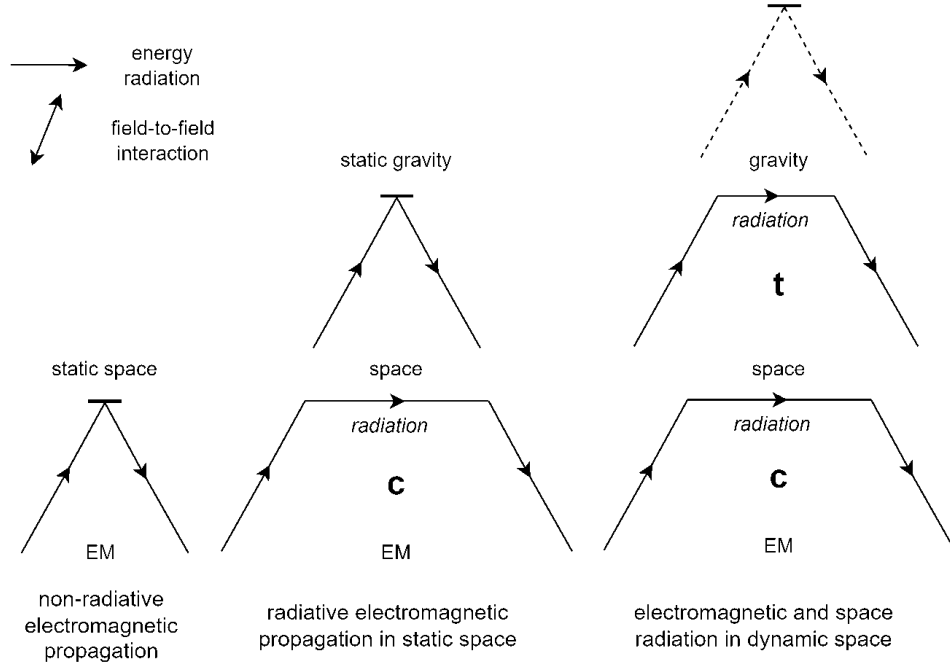 energy
radiation
field-to-field
interaction
static space
EM
non-radiative
electromagnetic
propagation
static gravity
space
radiation
c
EM
radiative electromagnetic
propagation in static space
gravity
radiation
t
space
radiation
c
EM
electromagnetic and space
radiation in dynamic space